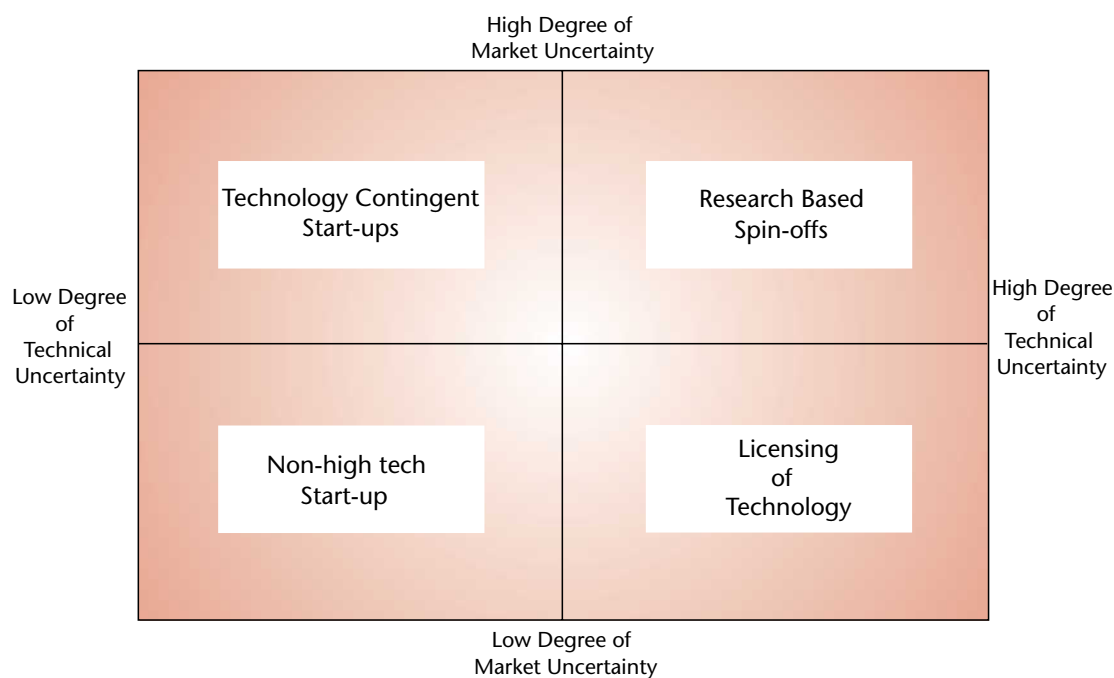 High Degree of
Market Uncertainty
Technology Contingent
Start-ups
Research Based
Spin-offs
Low Degree
of
Technical
Uncertainty
High Degree
of
Technical
Uncertainty
Non-high tech
Start-up
Licensing
of
Technology
Low Degree of
Market Uncertainty